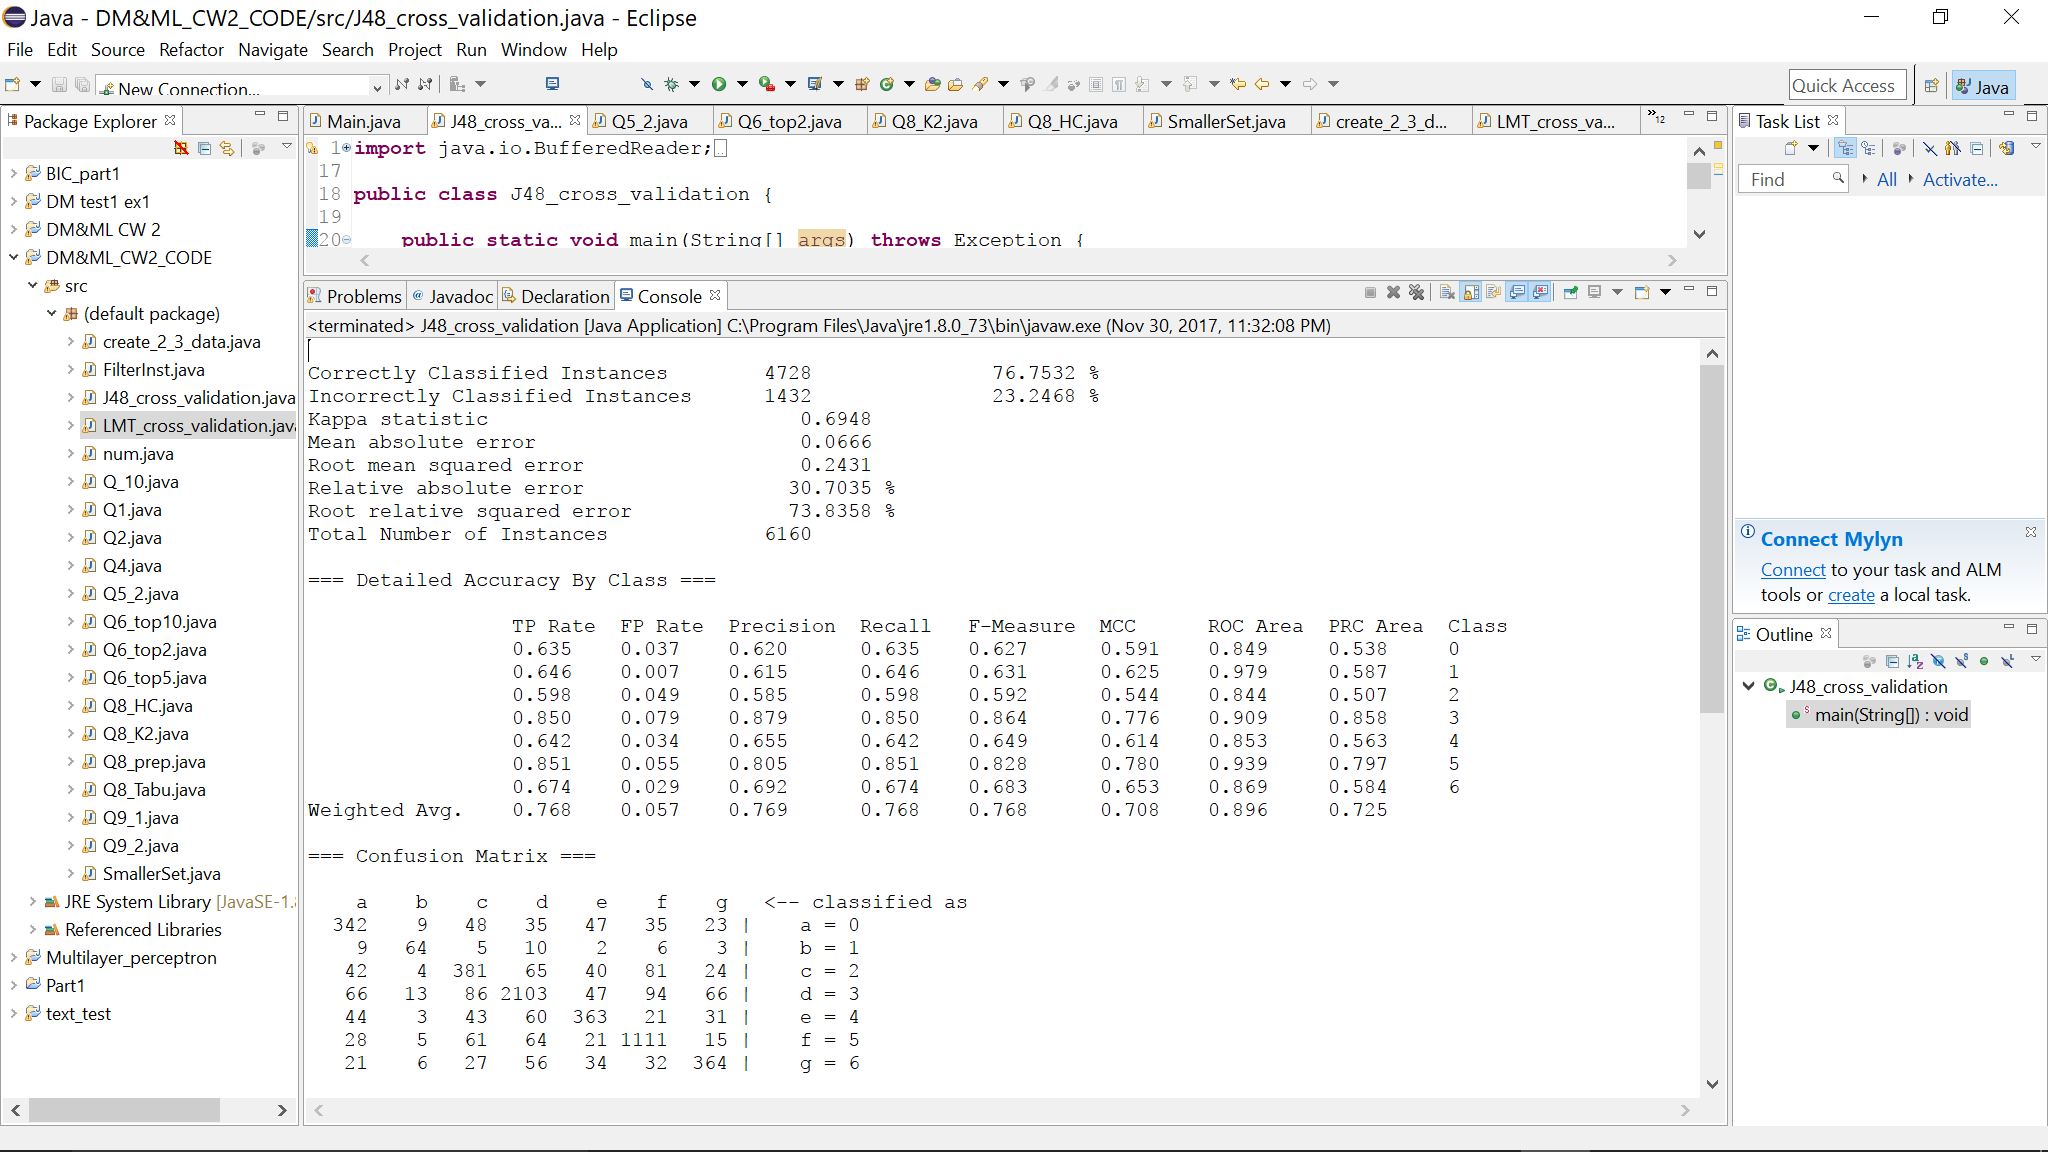 Java - DM&ML_CW2_CODE/src/J48_cross_validation.java - Eclipse
File Edit Source Refactor Navigate Search Project Run Window Help
New Connection...
Quick Access
Java
Package Explorer
BIC_part1
DM test1 ex1
DM&ML CW 2
DM&ML_CW2_CODE
src
(default package)
create_2_3_data.java
FilterInst.java
J48_cross_validation.java
LMT_cross_validation.java
num.java
Q_10.java
Q1.java
Q2.java
Q4.java
Q5_2.java
Q6_top10.java
Q6_top2.java
Q6_top5.java
Q8_HC.java
Q8_K2.java
Q8_prep.java
Q8_Tabu.java
Q9_1.java
Q9_2.java
SmallerSet.java
JRE System Library [JavaSE-1.8
Referenced Libraries
Multilayer_perceptron
Part1
text_test
Main.java J48_cross_va... Q5_2.java Q6_top2.java Q8_K2.java Q8_HC.java SmallerSet.java create_2_3_d... LMT_cross_va... »12
1 import java.io.BufferedReader;
17
18 public class J48_cross_validation {
19
20 public static void main(String[] args) throws Exception {
Problems @ Javadoc Declaration Console
<terminated> J48_cross_validation [Java Application] C:\Program Files\Java\jre1.8.0_73\bin\javaw.exe (Nov 30, 2017, 11:32:08 PM)
Correctly Classified Instances 4728 76.7532 %
Incorrectly Classified Instances 1432 23.2468 %
Kappa statistic 0.6948
Mean absolute error 0.0666
Root mean squared error 0.2431
Relative absolute error 30.7035 %
Root relative squared error 73.8358 %
Total Number of Instances 6160
=== Detailed Accuracy By Class ===
TP Rate FP Rate Precision Recall F-Measure MCC ROC Area PRC Area Class
0.635 0.037 0.620 0.635 0.627 0.591 0.849 0.538 0
0.646 0.007 0.615 0.646 0.631 0.625 0.979 0.587 1
0.598 0.049 0.585 0.598 0.592 0.544 0.844 0.507 2
0.850 0.079 0.879 0.850 0.864 0.776 0.909 0.858 3
0.642 0.034 0.655 0.642 0.649 0.614 0.853 0.563 4
0.851 0.055 0.805 0.851 0.828 0.780 0.939 0.797 5
0.674 0.029 0.692 0.674 0.683 0.653 0.869 0.584 6
Weighted Avg. 0.768 0.057 0.769 0.768 0.768 0.708 0.896 0.725
=== Confusion Matrix ===
a b c d e f g <-- classified as
342 9 48 35 47 35 23 | a = 0
9 64 5 10 2 6 3 | b = 1
42 4 381 65 40 81 24 | c = 2
66 13 86 2103 47 94 66 | d = 3
44 3 43 60 363 21 31 | e = 4
28 5 61 64 21 1111 15 | f = 5
21 6 27 56 34 32 364 | g = 6
Task List
Find All Activate...
Connect Mylyn
Connect to your task and ALM
tools or create a local task.
Outline
J48_cross_validation
main(String[]) : void